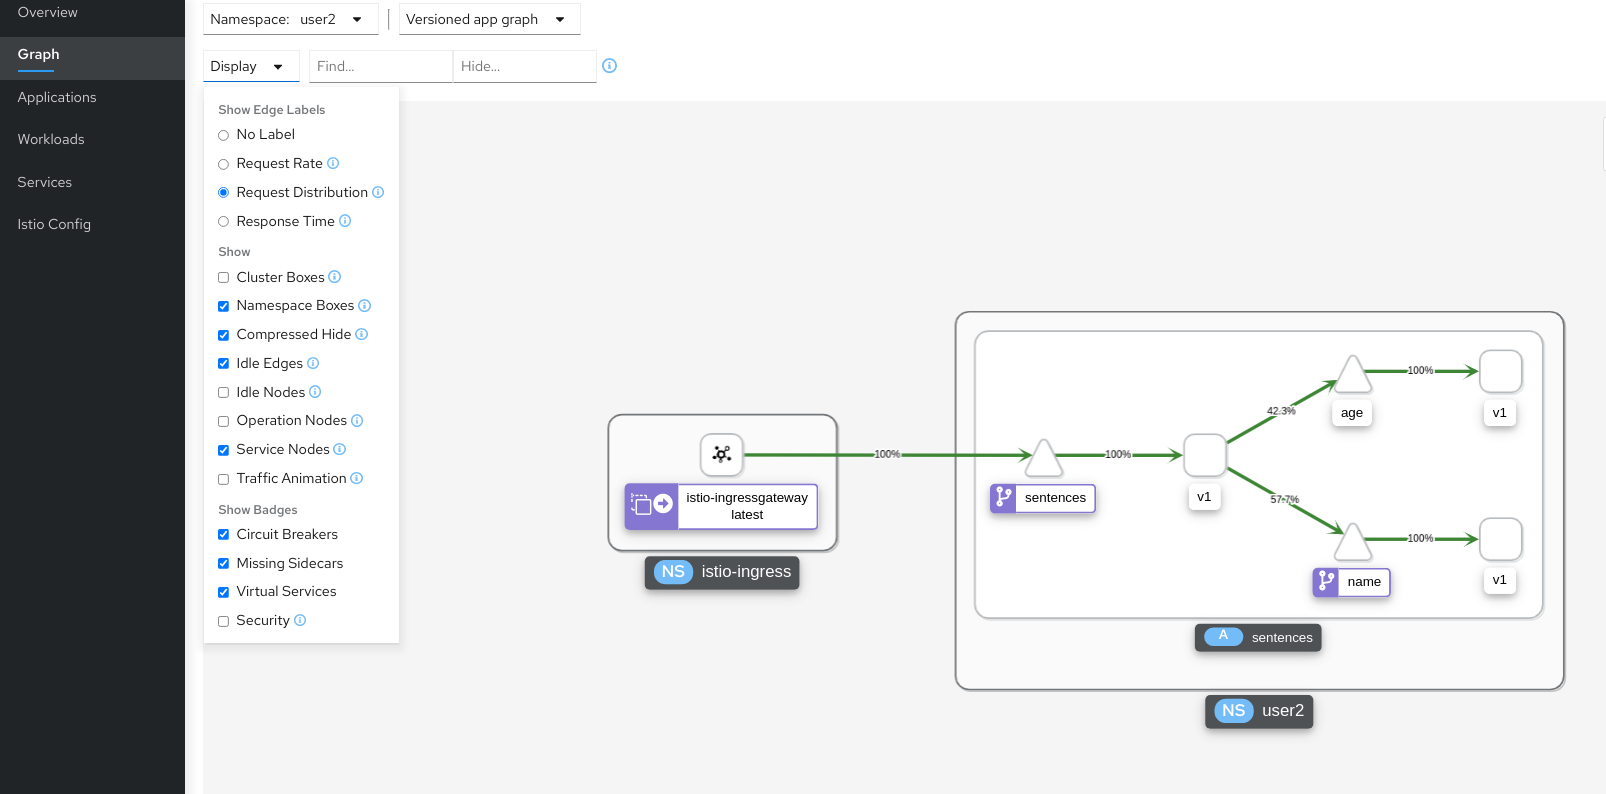 Overview
Graph
Applications
Workloads
Services
Istio Config
Namespace: user2
Versioned app graph
Display
Find...
Hide...
Show Edge Labels
No Label
Request Rate
Request Distribution
Response Time
Show
Cluster Boxes
Namespace Boxes
Compressed Hide
Idle Edges
Idle Nodes
Operation Nodes
Service Nodes
Traffic Animation
Show Badges
Circuit Breakers
Missing Sidecars
Virtual Services
Security
istio-ingressgateway
latest
NS istio-ingress
100%
sentences
100%
v1
42.3%
age
100%
v1
57.7%
name
100%
v1
A sentences
NS user2